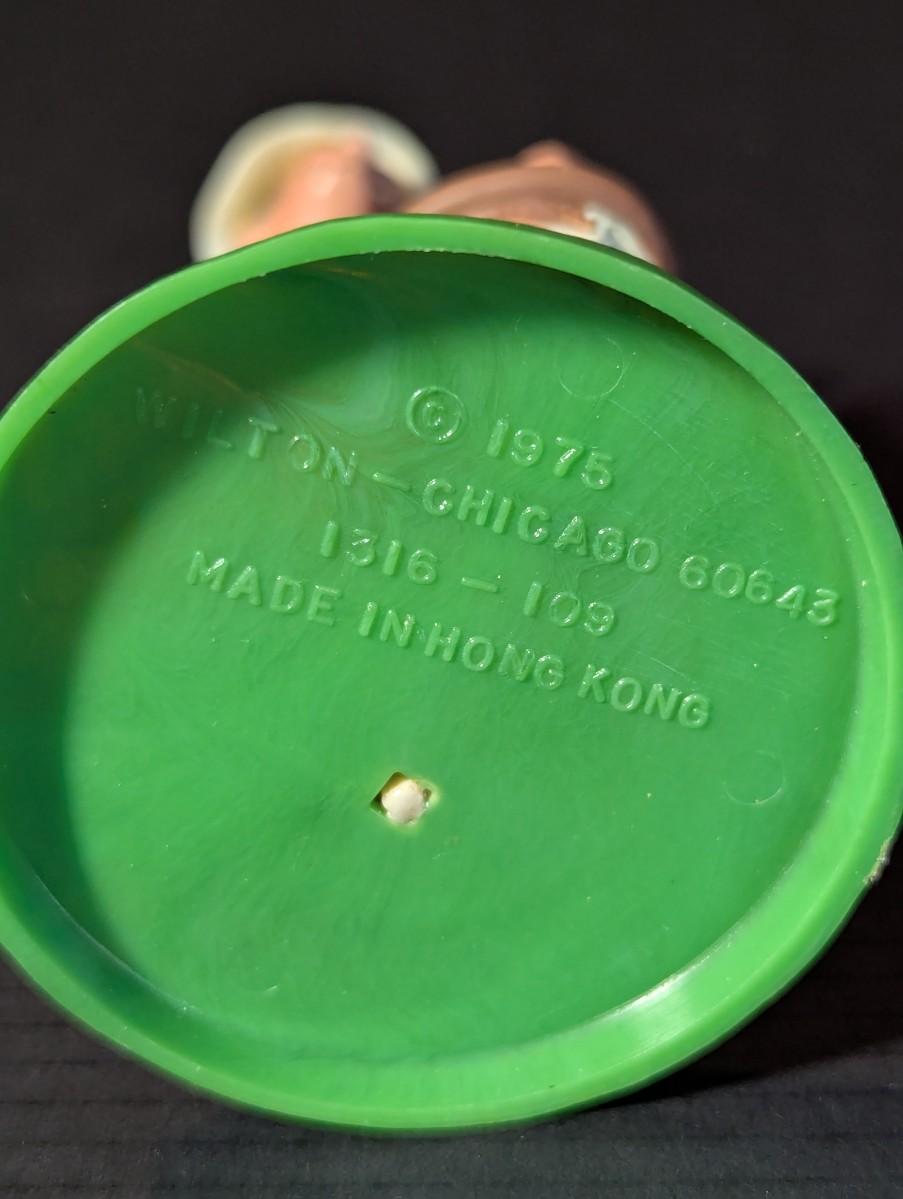 © 1975
WILTON - CHICAGO 60643
1316 - 109
MADE IN HONG KONG